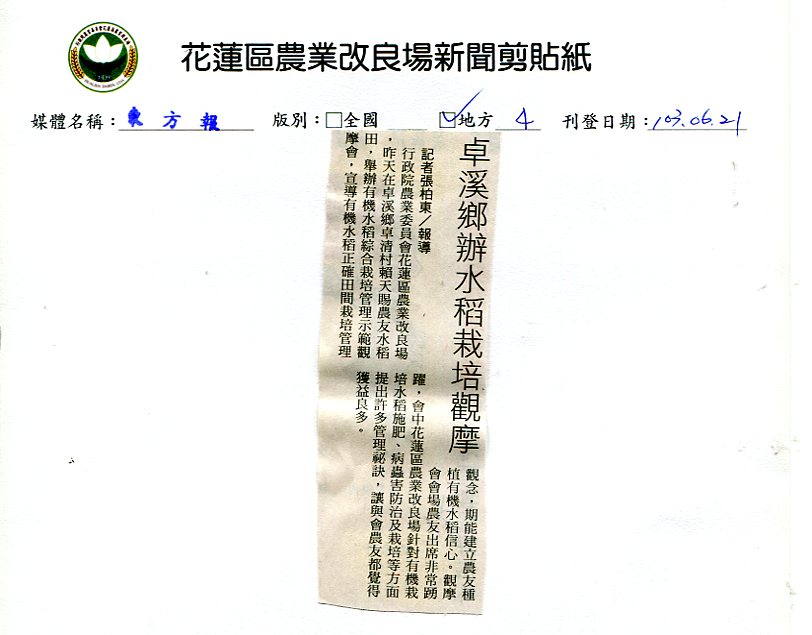 花蓮區農業改良場新聞剪貼紙
媒體名稱：東方報 版別：□全國 ☑地方 4 刊登日期：103.06.21
卓溪鄉辦水稻栽培觀摩
記者張柏東／報導
行政院農業委員會花蓮區農業改良場
，昨天在卓溪鄉卓清村賴天賜農友水稻
田，舉辦有機水稻綜合栽培管理示範觀
摩會，宣導有機水稻正確田間栽培管理
觀念，期能建立農友種
植有機水稻信心。觀摩
會會場農友出席非常踴
躍，會中花蓮區農業改良場針對有機栽
培水稻施肥、病蟲害防治及栽培等方面
提出許多管理祕訣，讓與會農友都覺得
獲益良多。